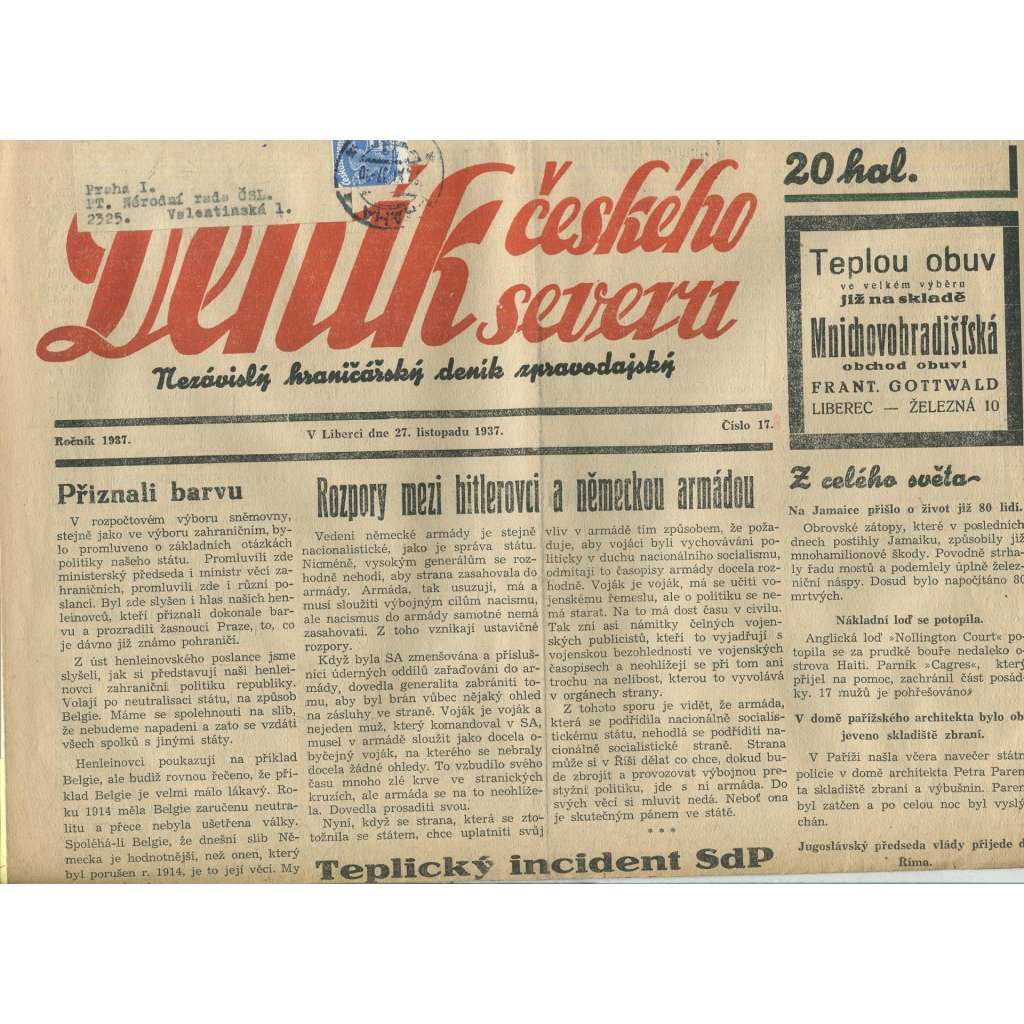 Praha I.
PT. Národní rada ČSL.
2325. Valentinská 1.
Deník českého
severu
Nezávislý hraničářský deník zpravodajský
20 hal.
Teplou obuv
ve velkém výběru
již na skladě
Mnichovohradišťská
obchod obuví
FRANT. GOTTWALD
LIBEREC — ŽELEZNÁ 10
Ročník 1937.
V Liberci dne 27. listopadu 1937.
Číslo 17.
Přiznali barvu
V rozpočtovém výboru sněmovny,
stejně jako ve výboru zahraničním, by-
lo promluveno o základních otázkách
politiky našeho státu. Promluvili zde
ministerský předseda i ministr věcí za-
hraničních, promluvili zde i různí po-
slanci. Byl zde slyšen i hlas našich hen-
leinovců, kteří přiznali dokonale bar-
vu a prozradili žasnoucí Praze, to, co
je dávno již známo pohraničí.
Z úst henleinovského poslance jsme
slyšeli, jak si představují naši henlei-
novci zahraniční politiku republiky.
Volají po neutralisaci státu, na způsob
Belgie. Máme se spolehnouti na slib,
že nebudeme napadeni a zato se vzdáti
všech spolků s jinými státy.
Henleinovci poukazují na příklad
Belgie, ale budiž rovnou řečeno, že pří-
klad Belgie je velmi málo lákavý. Ro-
ku 1914 měla Belgie zaručenu neutra-
litu a přece nebyla ušetřena války.
Spoléhá-li Belgie, že dnešní slib Ně-
mecka je hodnotnější, než onen, který
byl porušen r. 1914, je to její věcí. My
Rozpory mezi hitlerovci a německou armádou
Vedení německé armády je stejně
nacionalistické, jako je správa státu.
Nicméně, vysokým generálům se roz-
hodně nehodí, aby strana zasahovala do
armády. Armáda, tak usuzují, má a
musí sloužiti výbojným cílům nacismu,
ale nacismus do armády samotné nemá
zasahovati. Z toho vznikají ustavičné
rozpory.
Když byla SA zmenšována a přísluš-
níci úderných oddílů zařaďováni do ar-
mády, dovedla generalita zabrániti to-
mu, aby byl brán vůbec nějaký ohled
na zásluhy ve straně. Voják je voják a
nejeden muž, který komandoval v SA,
musel v armádě sloužit jako docela o-
byčejný voják, na kterého se nebraly
docela žádné ohledy. To vzbudilo svého
času mnoho zlé krve ve stranických
kruzích, ale armáda se na to neohlíže-
la. Dovedla prosaditi svou.
Nyní, když se strana, která se zto-
tožnila se státem, chce uplatniti svůj
vliv v armádě tím způsobem, že poža-
duje, aby vojáci byli vychováváni po-
liticky v duchu nacionálního socialismu,
odmítají to časopisy armády docela roz-
hodně. Voják je voják, má se učiti vo-
jenskému řemeslu, ale o politiku se ne-
má starat. Na to má dost času v civilu.
Tak zní asi námitky čelných vojen-
ských publicistů, kteří to vyjadřují s
vojenskou bezohledností ve vojenských
časopisech a neohlížejí se při tom ani
trochu na nelibost, kterou to vyvolává
v orgánech strany.
Z tohoto sporu je vidět, že armáda,
která se podřídila nacionálně socialis-
tickému státu, nehodlá se podříditi na-
cionálně socialistické straně. Strana
může si v Říši dělat co chce, dokud bu-
de zbrojit a provozovat výbojnou pre-
styžní politiku, jde s ní armáda. Do
svých věcí si mluvit nedá. Neboť ona
je skutečným pánem ve státě.
* * *
Teplický incident SdP
Z celého světa
Na Jamaice přišlo o život již 80 lidí.
Obrovské zátopy, které v posledních
dnech postihly Jamaiku, způsobily již
mnohamilionové škody. Povodně strha-
ly řadu mostů a podemlely úplně želez-
niční náspy. Dosud bylo napočítáno 80
mrtvých.
Nákladní loď se potopila.
Anglická loď »Nollington Court« po-
topila se za prudké bouře nedaleko o-
strova Haiti. Parník »Cagres«, který
přijel na pomoc, zachránil část posád-
ky. 17 mužů je pohřešováno.
V domě pařížského architekta bylo ob-
jeveno skladiště zbraní.
V Paříži našla včera navečer státn
policie v domě architekta Petra Paren
ta skladiště zbraní a výbušnin. Paren
byl zatčen a po celou noc byl vyslý-
chán.
Jugoslávský předseda vlády přijede d
Říma.